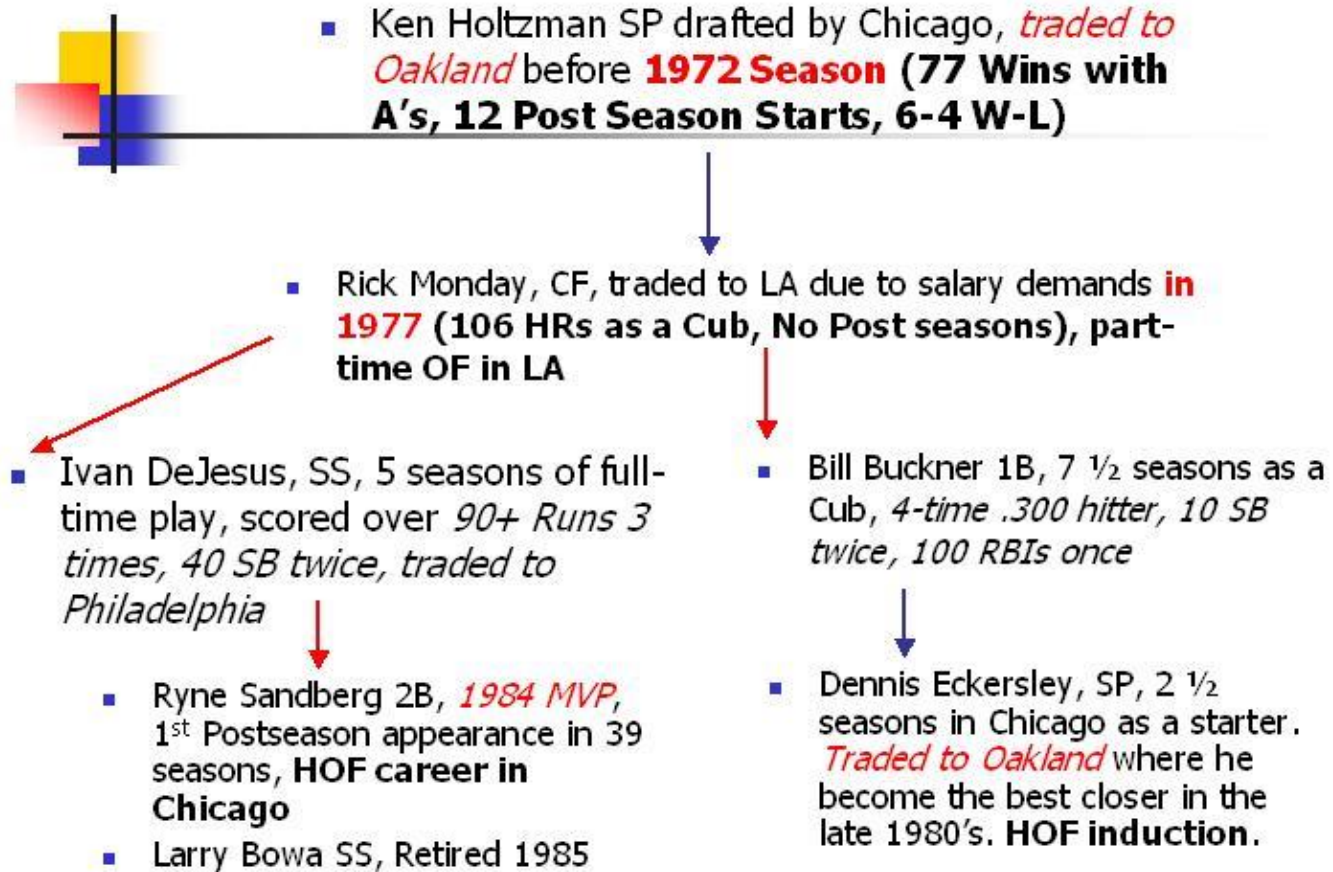 Ken Holtzman SP drafted by Chicago, traded to
Oakland before 1972 Season (77 Wins with
A's, 12 Post Season Starts, 6-4 W-L)
Rick Monday, CF, traded to LA due to salary demands in
1977 (106 HRs as a Cub, No Post seasons), part-
time OF in LA
Ivan DeJesus, SS, 5 seasons of full-
time play, scored over 90+ Runs 3
times, 40 SB twice, traded to
Philadelphia
Bill Buckner 1B, 7 ½ seasons as a
Cub, 4-time .300 hitter, 10 SB
twice, 100 RBIs once
Ryne Sandberg 2B, 1984 MVP,
1st Postseason appearance in 39
seasons, HOF career in
Chicago
Larry Bowa SS, Retired 1985
Dennis Eckersley, SP, 2 ½
seasons in Chicago as a starter.
Traded to Oakland where he
become the best closer in the
late 1980's. HOF induction.